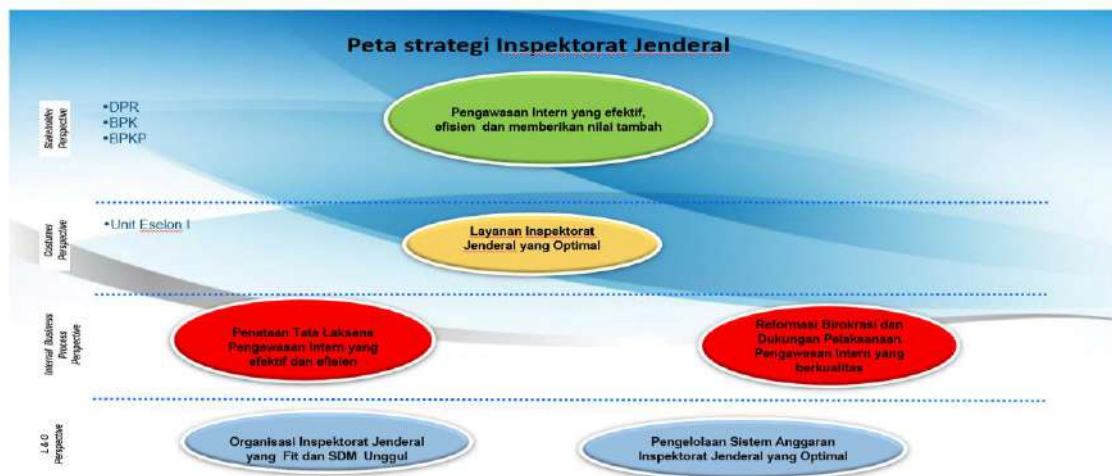 Peta strategi Inspektorat Jenderal
Stakeholder
Perspective
•DPR
•BPK
•BPKP
Pengawasan Intern yang efektif,
efisien dan memberikan nilai tambah
Costumer
Perspective
•Unit Eselon I
Layanan Inspektorat
Jenderal yang Optimal
Internal Business
Process
Perspective
Penataan Tata Laksana
Pengawasan Intern yang
efektif dan efisien
Reformasi Birokrasi dan
Dukungan Pelaksanaan
Pengawasan Intern yang
berkualitas
L & G
Perspective
Organisasi Inspektorat Jenderal
yang Fit dan SDM Unggul
Pengelolaan Sistem Anggaran
Inspektorat Jenderal yang Optimal